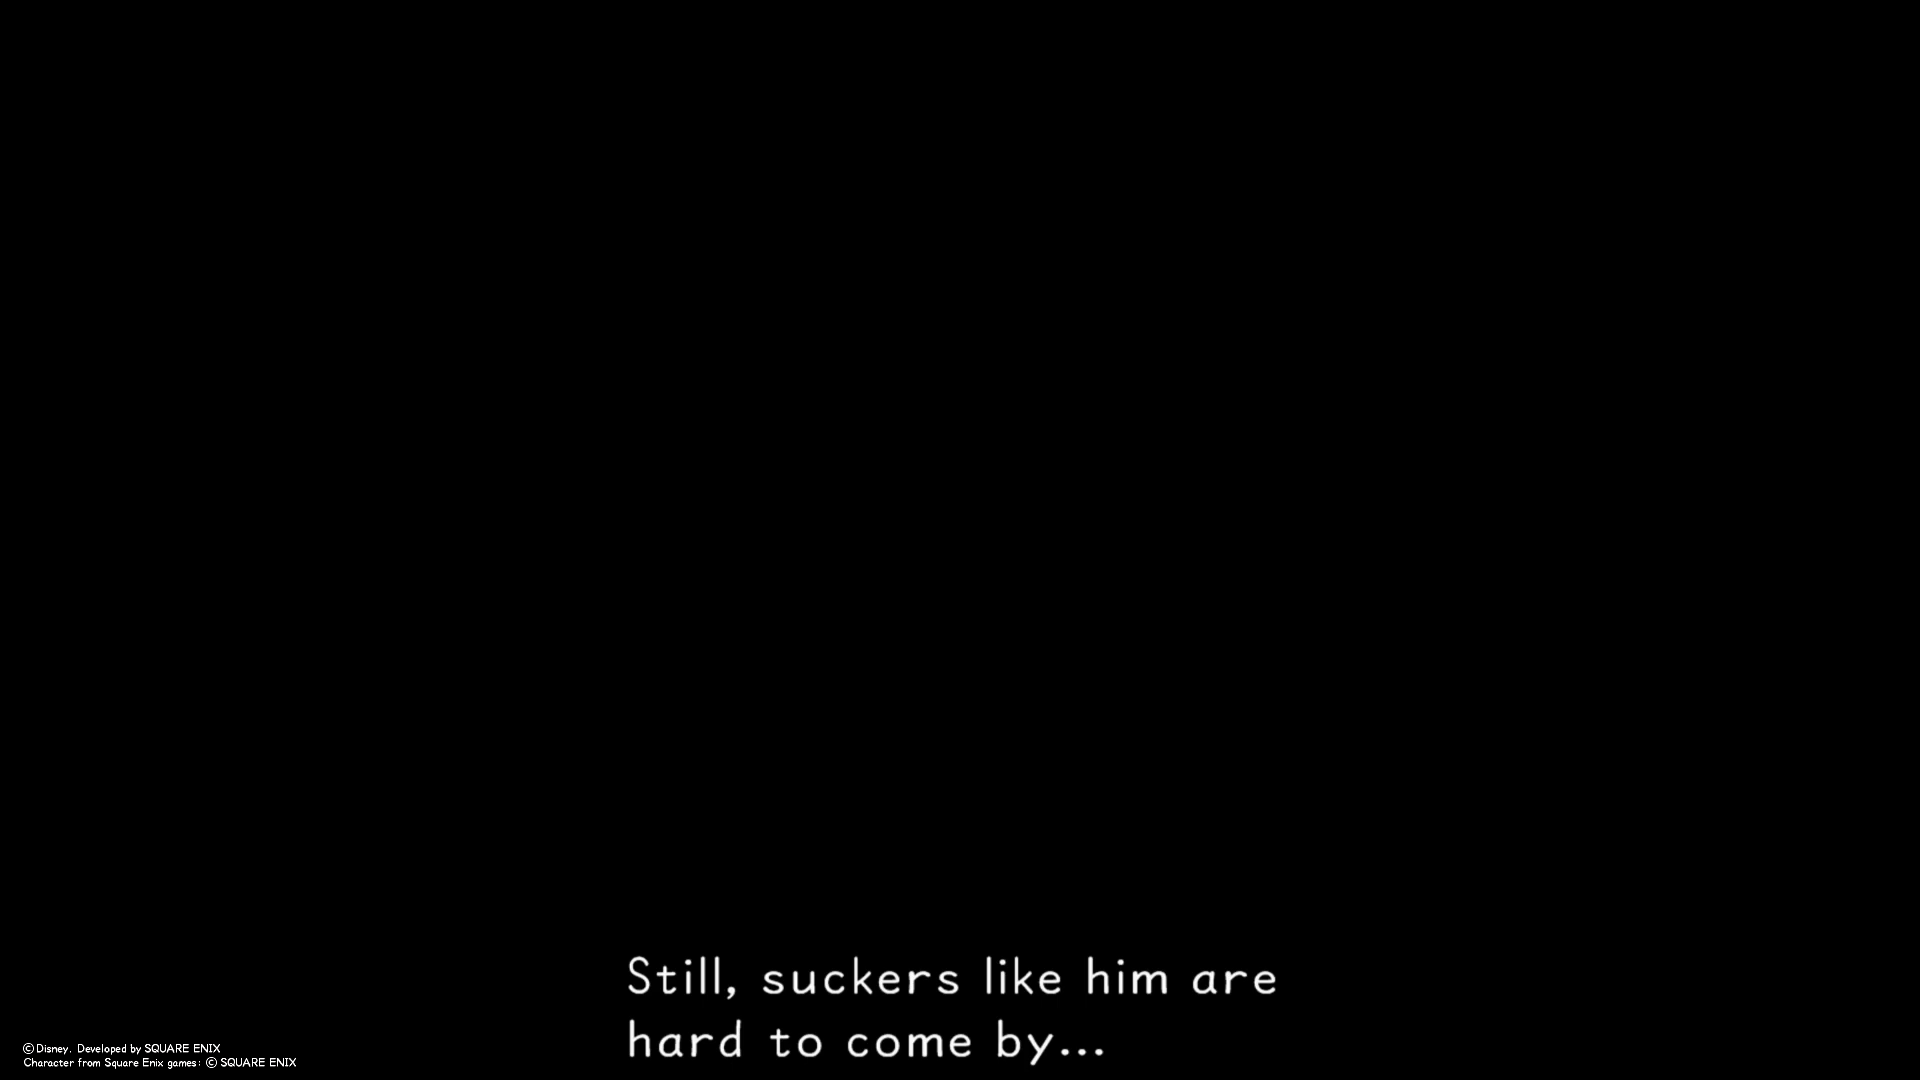 Still, suckers like him are
hard to come by...
©Disney. Developed by SQUARE ENIX
Character from Square Enix games: © SQUARE ENIX